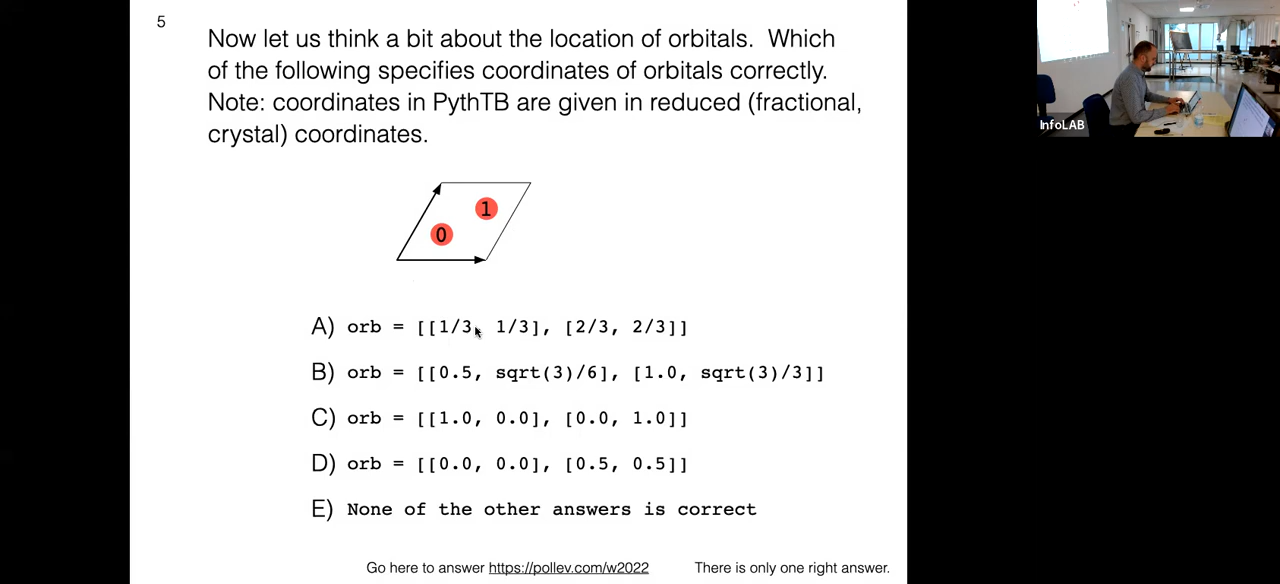 5
Now let us think a bit about the location of orbitals. Which
of the following specifies coordinates of orbitals correctly.
Note: coordinates in PythTB are given in reduced (fractional,
crystal) coordinates.
1
0
A) orb = [[1/3, 1/3], [2/3, 2/3]]
B) orb = [[0.5, sqrt(3)/6], [1.0, sqrt(3)/3]]
C) orb = [[1.0, 0.0], [0.0, 1.0]]
D) orb = [[0.0, 0.0], [0.5, 0.5]]
E) None of the other answers is correct
Go here to answer https://pollev.com/w2022 There is only one right answer.
InfoLAB